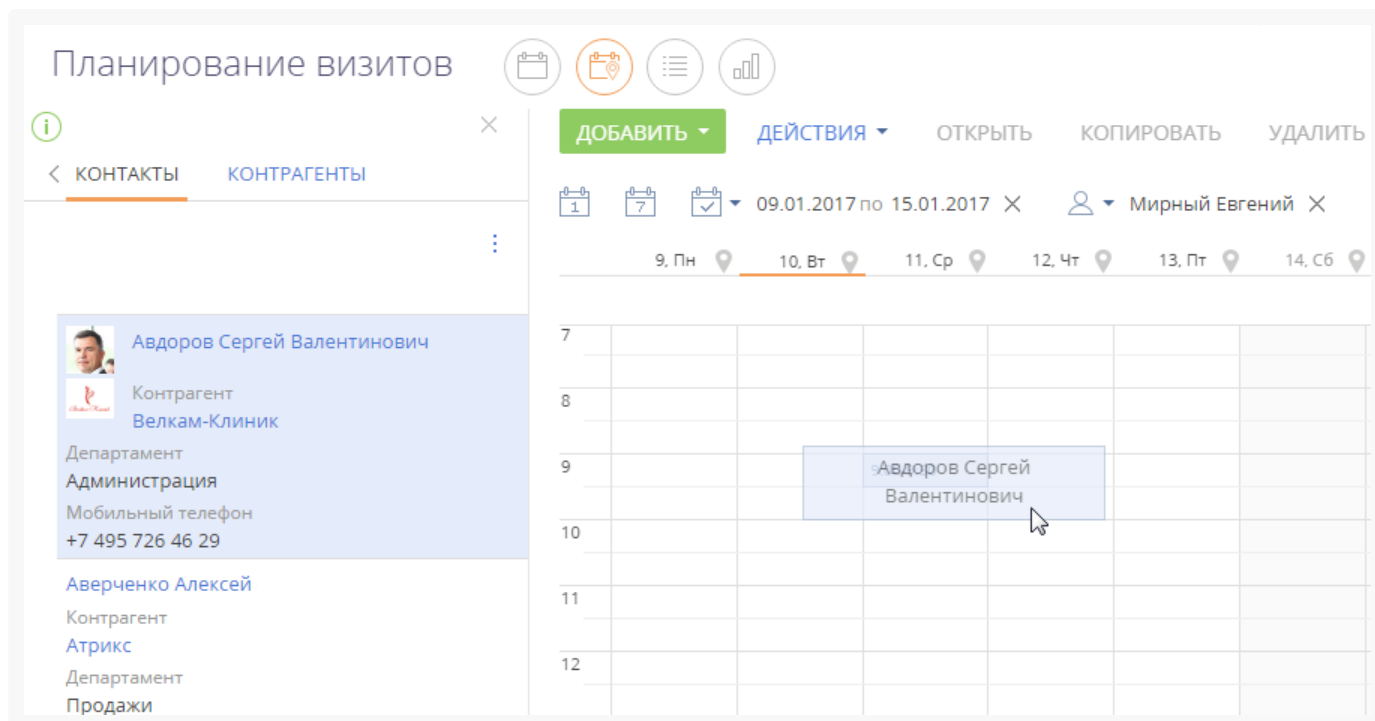 Планирование визитов
КОНТАКТЫ КОНТРАГЕНТЫ
Авдоров Сергей Валентинович
Контрагент
Велкам-Клиник
Департамент
Администрация
Мобильный телефон
+7 495 726 46 29
Аверченко Алексей
Контрагент
Атрикс
Департамент
Продажи
ДОБАВИТЬ ДЕЙСТВИЯ ОТКРЫТЬ КОПИРОВАТЬ УДАЛИТЬ
1 7 09.01.2017 по 15.01.2017 Мирный Евгений
9, Пн 10, Вт 11, Ср 12, Чт 13, Пт 14, Сб
7
8
9
Авдоров Сергей
Валентинович
10
11
12